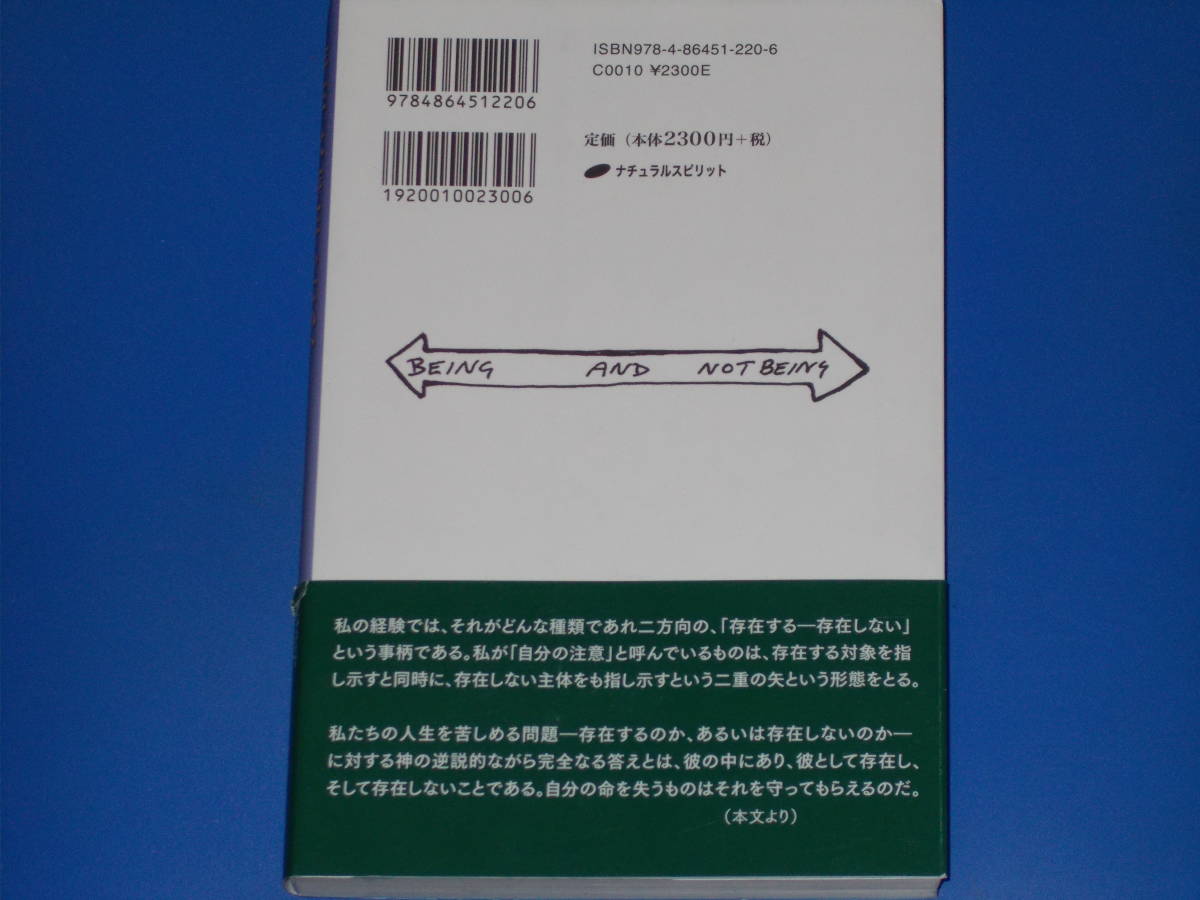 ISBN978-4-86451-220-6
C0010 ¥2300E
9784864512206
定価（本体2300円＋税）
ナチュラルスピリット
1920010023006
BEING AND NOT BEING
私の経験では、それがどんな種類であれ二方向の、「存在する―存在しない」
という事柄である。私が「自分の注意」と呼んでいるものは、存在する対象を指
し示すと同時に、存在しない主体をも指し示すという二重の矢という形態をとる。
私たちの人生を苦しめる問題―存在するのか、あるいは存在しないのか―
に対する神の逆説的ながら完全なる答えとは、彼の中にあり、彼として存在し、
そして存在しないことである。自分の命を失うものはそれを守ってもらえるのだ。
（本文より）